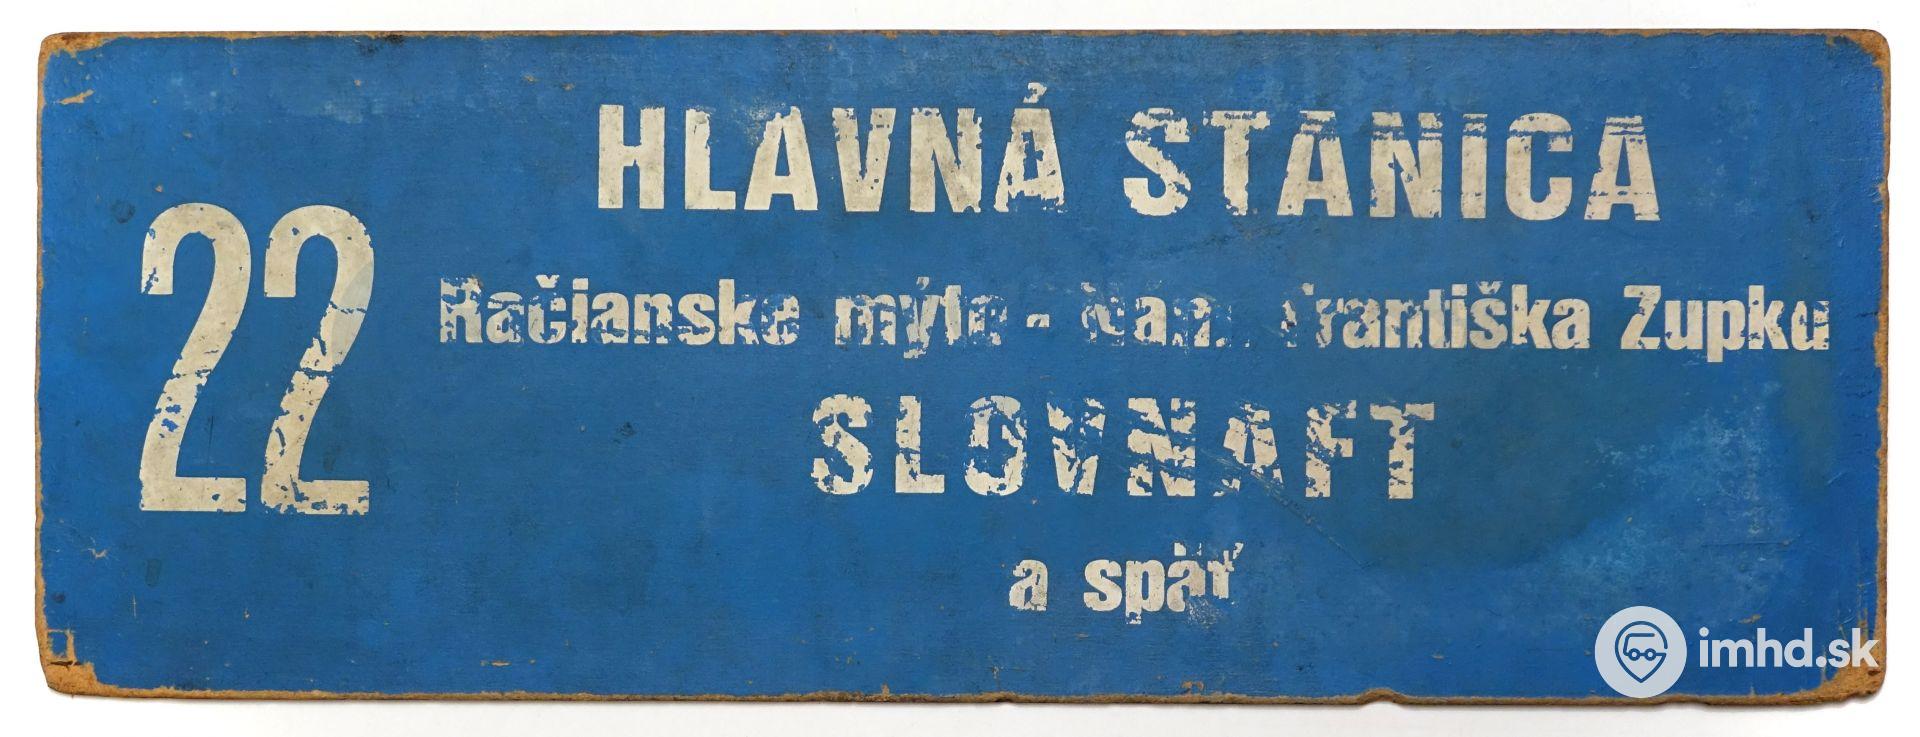 22
HLAVNÁ STANICA
Račianske mýto - Nám. Františka Zupku
SLOVNAFT
a späť
imhd.sk